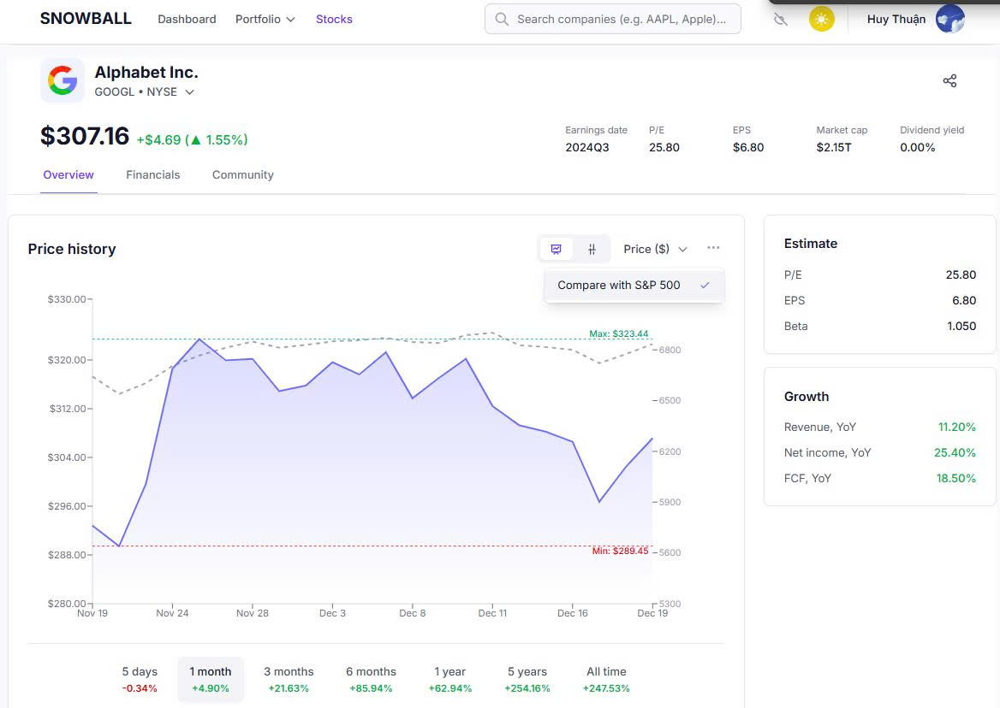 SNOWBALL Dashboard Portfolio Stocks Search companies (e.g. AAPL, Apple)... Huy Thuận
Alphabet Inc.
GOOGL • NYSE
$307.16 +$4.69 (▲ 1.55%)
Earnings date P/E EPS Market cap Dividend yield
2024Q3 25.80 $6.80 $2.15T 0.00%
Overview Financials Community
Price history
Price ($)
Compare with S&P 500
$330.00
$320.00
$312.00
$304.00
$296.00
$288.00
$280.00
Max: $323.44
Min: $289.45
6800
6500
6200
5900
5600
5300
Nov 19 Nov 24 Nov 28 Dec 3 Dec 8 Dec 11 Dec 16 Dec 19
5 days 1 month 3 months 6 months 1 year 5 years All time
-0.34% +4.90% +21.63% +85.94% +62.94% +254.16% +247.53%
Estimate
P/E 25.80
EPS 6.80
Beta 1.050
Growth
Revenue, YoY 11.20%
Net income, YoY 25.40%
FCF, YoY 18.50%